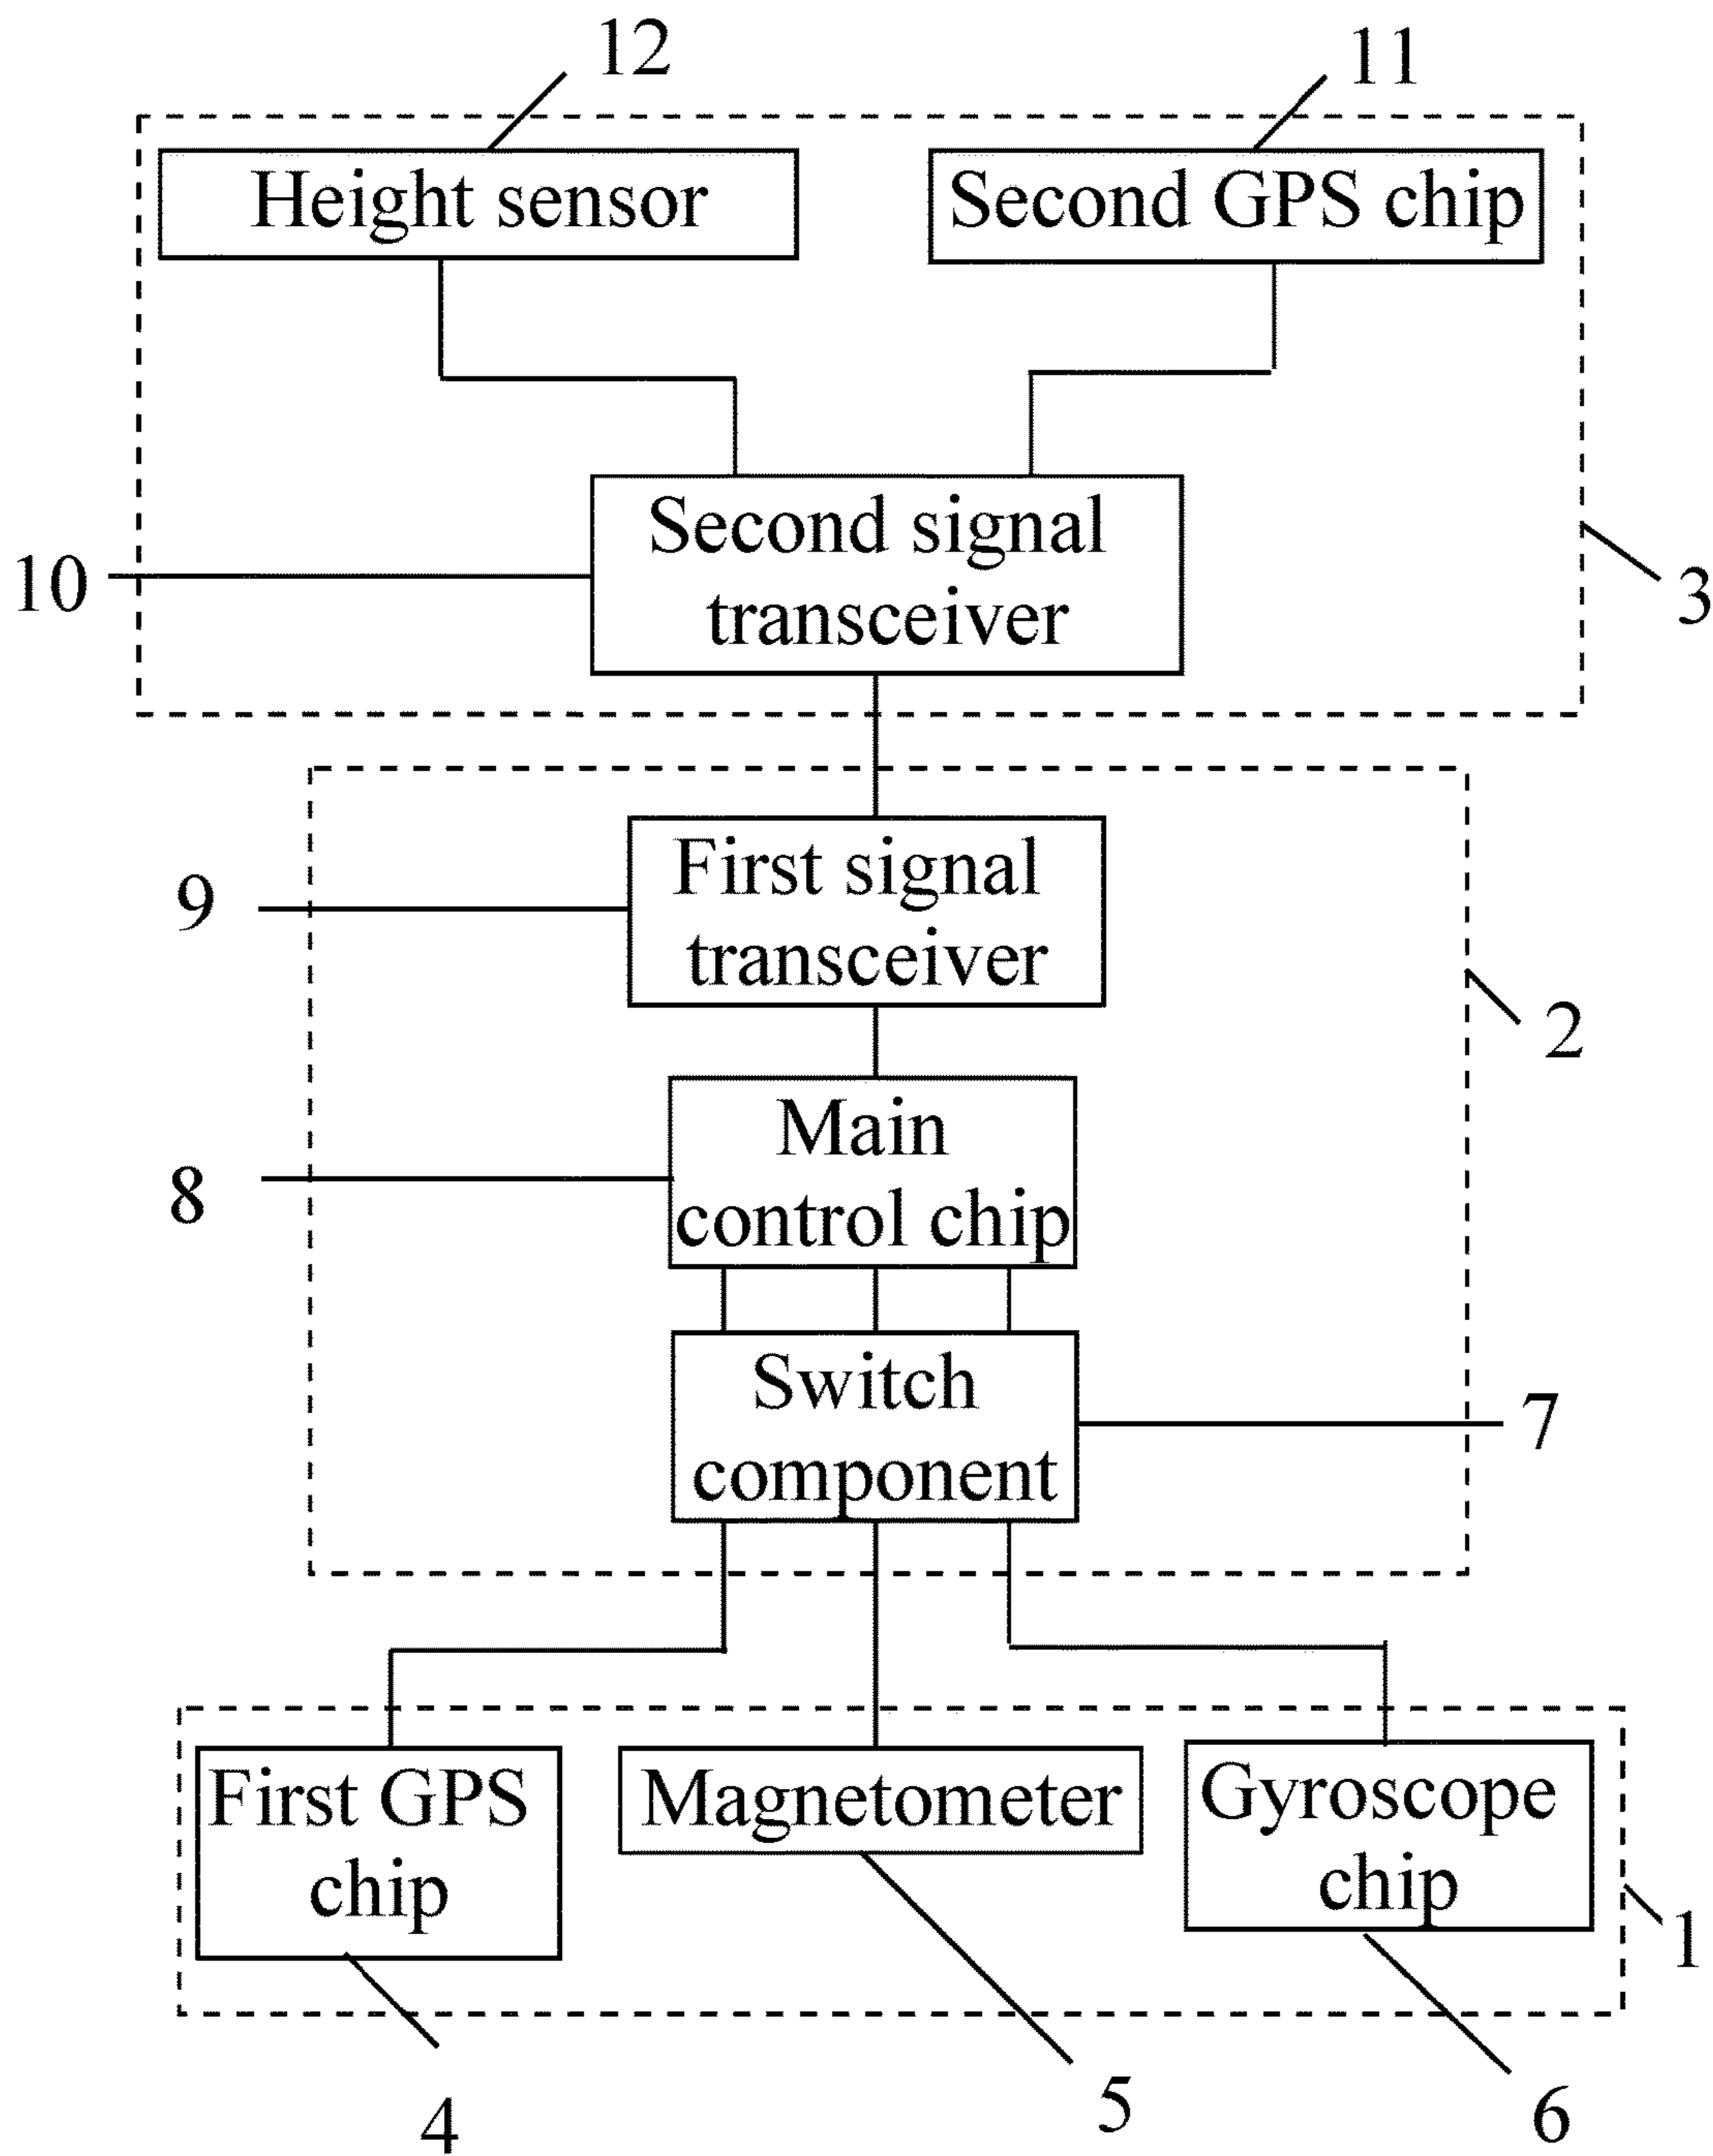 12
11
Height sensor
Second GPS chip
Second signal
transceiver
10
3
First signal
transceiver
9
2
Main
control chip
8
Switch
component
7
First GPS
chip
Magnetometer
Gyroscope
chip
1
4
5
6